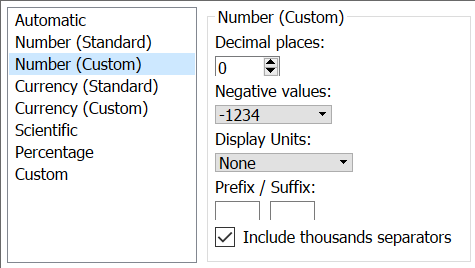 Automatic
Number (Standard)
Number (Custom)
Currency (Standard)
Currency (Custom)
Scientific
Percentage
Custom
Number (Custom)
Decimal places:
0
Negative values:
-1234
Display Units:
None
Prefix / Suffix:
Include thousands separators